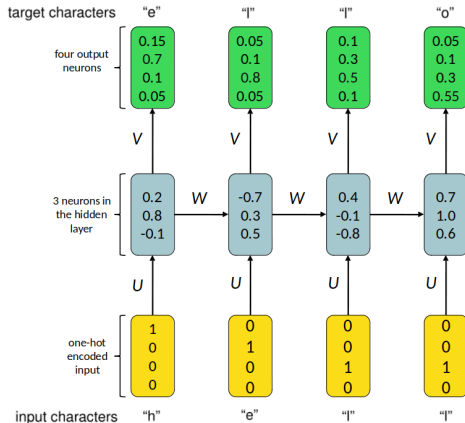 target characters "e" "l" "l" "o"
four output
neurons
0.15 0.05 0.1 0.05
0.7 0.1 0.3 0.1
0.1 0.8 0.5 0.3
0.05 0.05 0.1 0.55
V V V V
3 neurons in
the hidden
layer
0.2 -0.7 0.4 0.7
0.8 0.3 -0.1 1.0
-0.1 0.5 -0.8 0.6
W W W
U U U U
one-hot
encoded
input
1 0 0 0
0 1 0 0
0 0 1 1
0 0 0 0
input characters "h" "e" "l" "l"